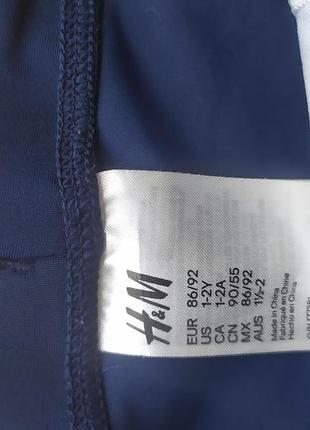 H&M
EUR 86/92
US 1-2Y
CA 1-2A
CN 90/55
MX 86/92
AUS 1½-2
Made in China
Fabriqué en Chine
Hecho en China